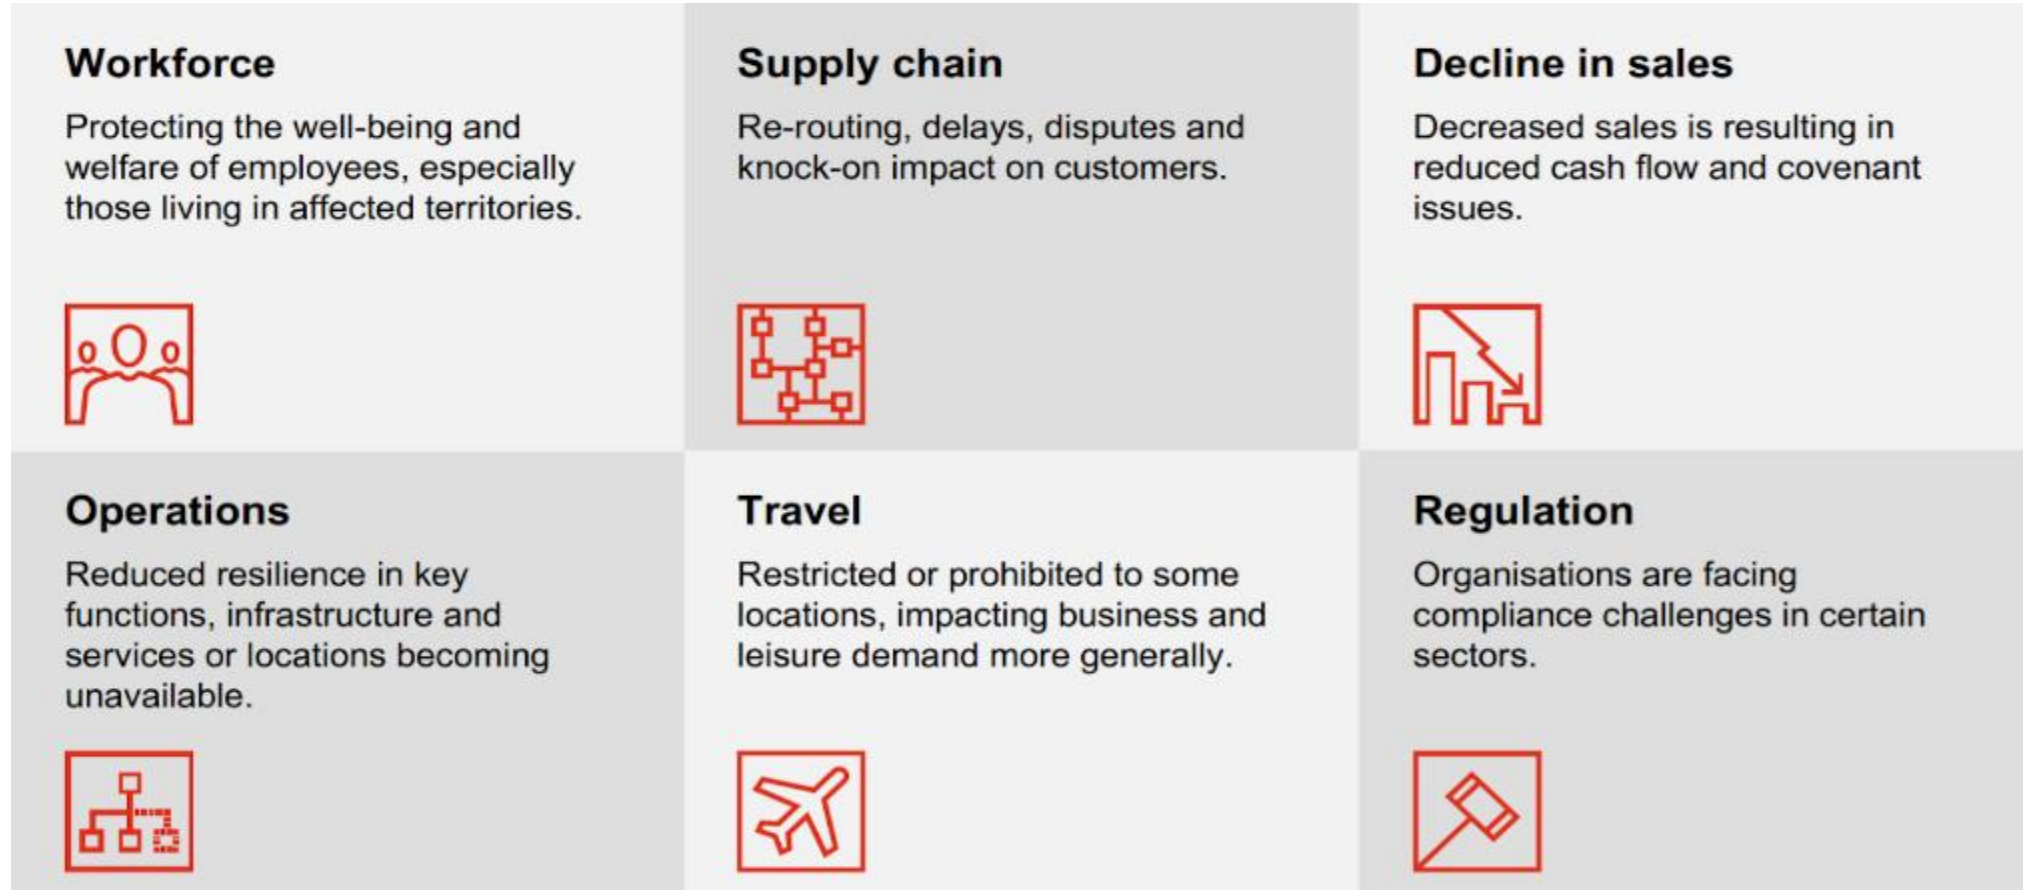 Workforce
Protecting the well-being and
welfare of employees, especially
those living in affected territories.
Supply chain
Re-routing, delays, disputes and
knock-on impact on customers.
Decline in sales
Decreased sales is resulting in
reduced cash flow and covenant
issues.
Operations
Reduced resilience in key
functions, infrastructure and
services or locations becoming
unavailable.
Travel
Restricted or prohibited to some
locations, impacting business and
leisure demand more generally.
Regulation
Organisations are facing
compliance challenges in certain
sectors.